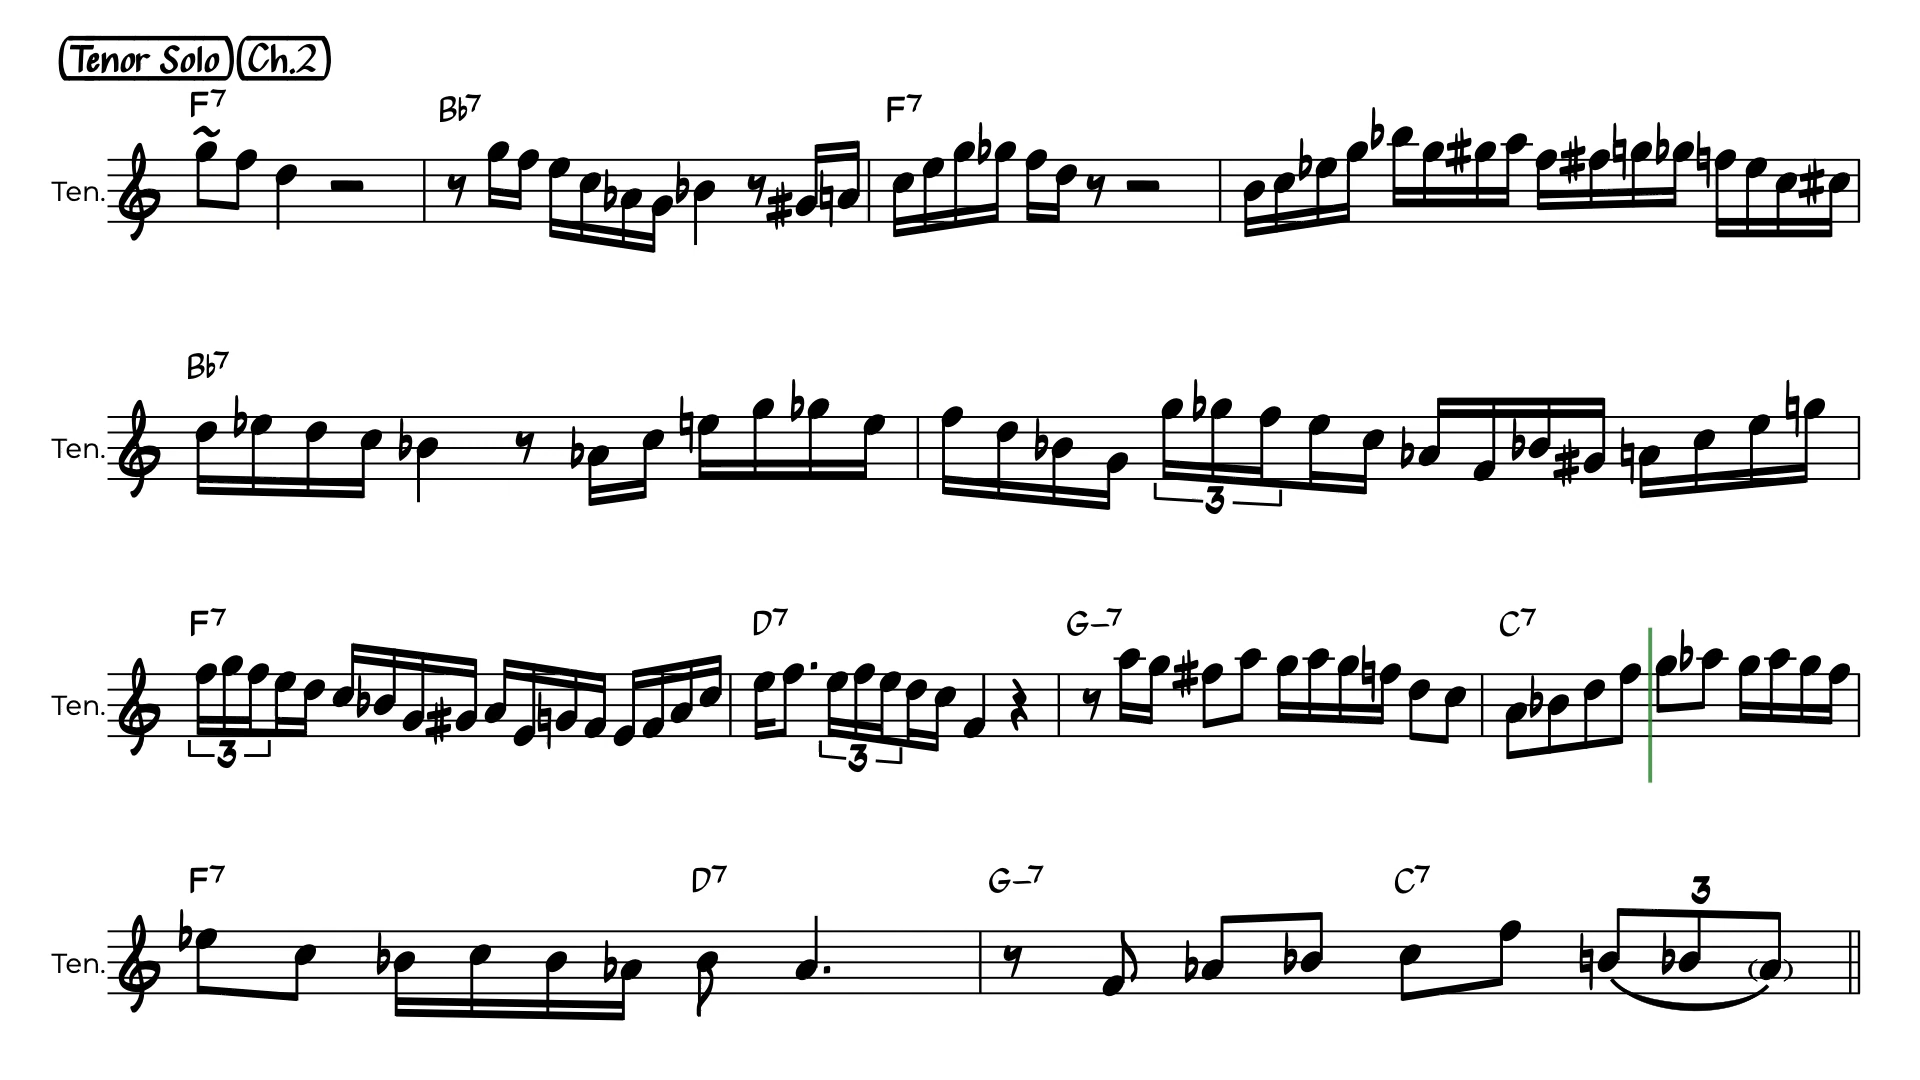 Tenor Solo Ch.2
F7 Bb7 F7
Ten.
Bb7
Ten.
3
F7 D7 G–7 C7
Ten.
3 3
F7 D7 G–7 C7 3
Ten.